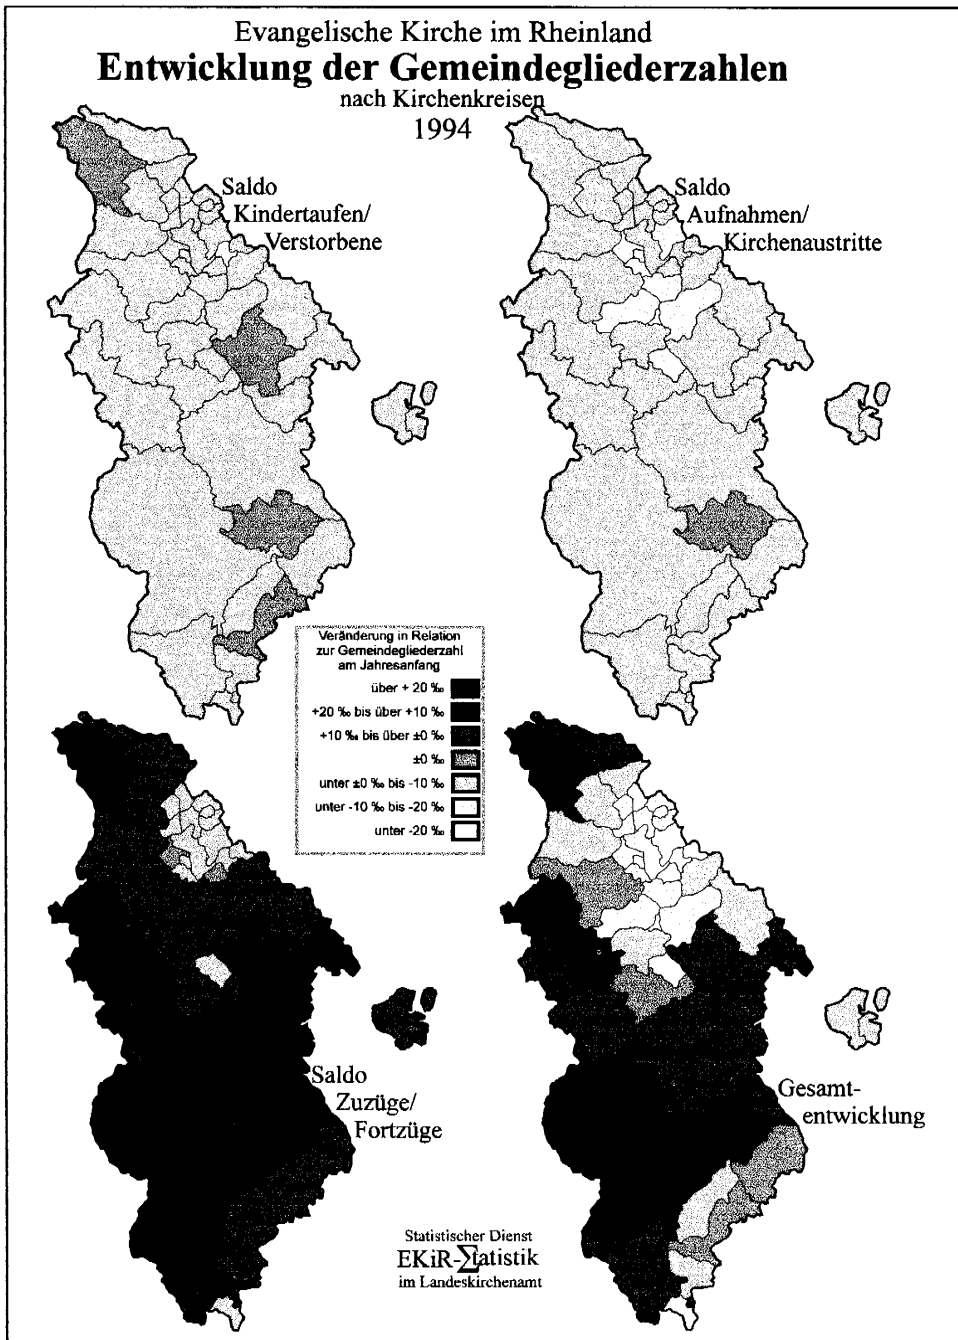 Evangelische Kirche im Rheinland
Entwicklung der Gemeindegliederzahlen
nach Kirchenkreisen
1994
Saldo
Kindertaufen/
Verstorbene
Saldo
Aufnahmen/
Kirchenaustritte
Veränderung in Relation
zur Gemeindegliederzahl
am Jahresanfang
über + 20 ‰
+20 ‰ bis über +10 ‰
+10 ‰ bis über ±0 ‰
±0 ‰
unter ±0 ‰ bis -10 ‰
unter -10 ‰ bis -20 ‰
unter -20 ‰
Saldo
Zuzüge/
Fortzüge
Gesamt-
entwicklung
Statistischer Dienst
EKiR-Σtatistik
im Landeskirchenamt